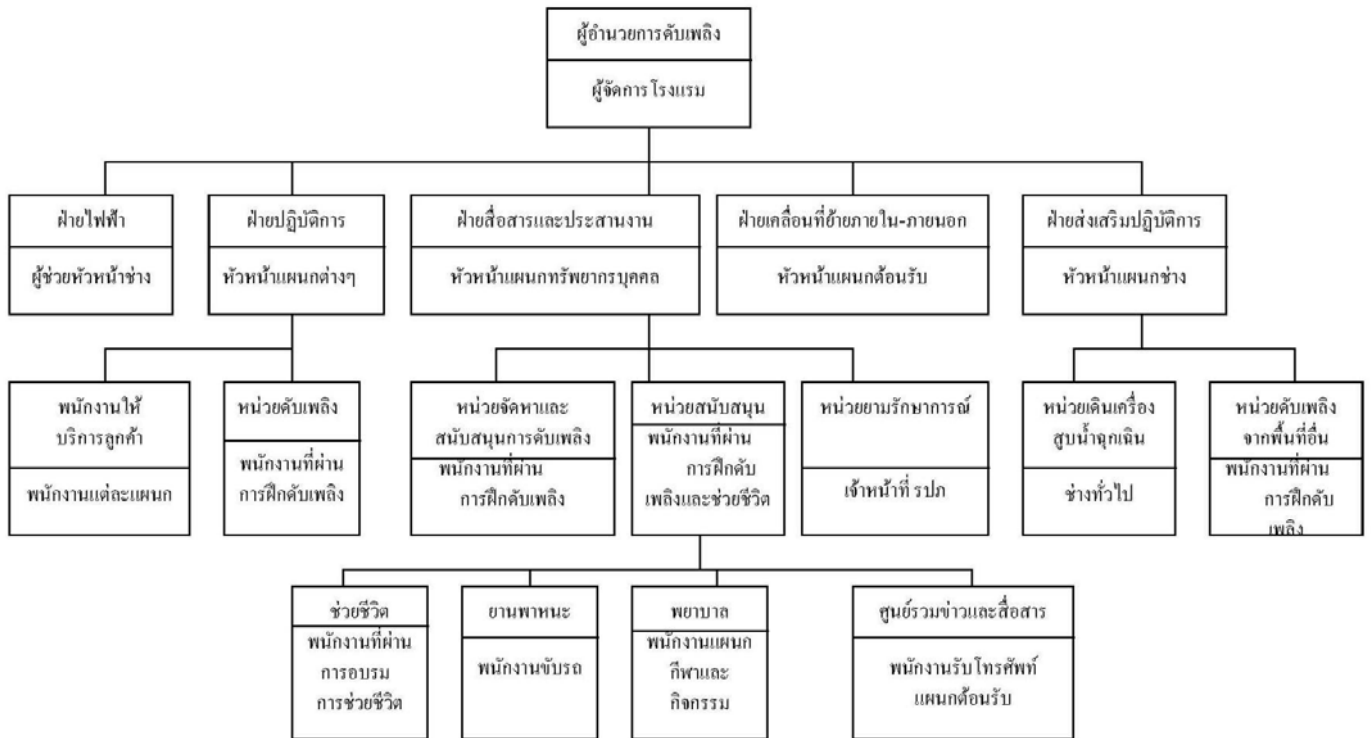 ผู้อำนวยการดับเพลิง
ผู้จัดการโรงแรม
ฝ่ายไฟฟ้า
ผู้ช่วยหัวหน้าช่าง
ฝ่ายปฏิบัติการ
หัวหน้าแผนกต่างๆ
ฝ่ายสื่อสารและประสานงาน
หัวหน้าแผนกทรัพยากรบุคคล
ฝ่ายเคลื่อนที่ย้ายภายใน-ภายนอก
หัวหน้าแผนกต้อนรับ
ฝ่ายส่งเสริมปฏิบัติการ
หัวหน้าแผนกช่าง
พนักงานให้
บริการลูกค้า
พนักงานแต่ละแผนก
หน่วยดับเพลิง
พนักงานที่ผ่าน
การฝึกดับเพลิง
หน่วยจัดหาและ
สนับสนุนการดับเพลิง
พนักงานที่ผ่าน
การฝึกดับเพลิง
หน่วยสนับสนุน
พนักงานที่ผ่าน
การฝึกดับ
เพลิงและช่วยชีวิต
หน่วยยามรักษาการณ์
เจ้าหน้าที่ รปภ
หน่วยเดินเครื่อง
สูบน้ำฉุกเฉิน
ช่างทั่วไป
หน่วยดับเพลิง
จากพื้นที่อื่น
พนักงานที่ผ่าน
การฝึกดับ
เพลิง
ช่วยชีวิต
พนักงานที่ผ่าน
การอบรม
การช่วยชีวิต
ยานพาหนะ
พนักงานขับรถ
พยาบาล
พนักงานแผนก
กีฬาและ
กิจกรรม
ศูนย์รวมข่าวและสื่อสาร
พนักงานรับโทรศัพท์
แผนกต้อนรับ